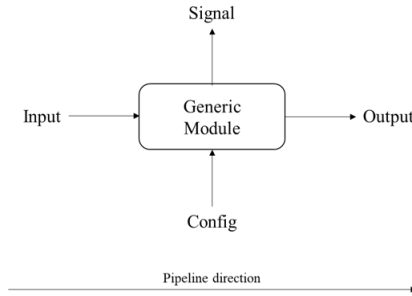 Signal
Input
Generic
Module
Output
Config
Pipeline direction